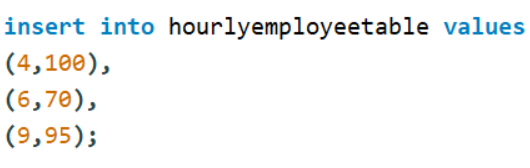 insert into hourlyemployeetable values
(4,100),
(6,70),
(9,95);